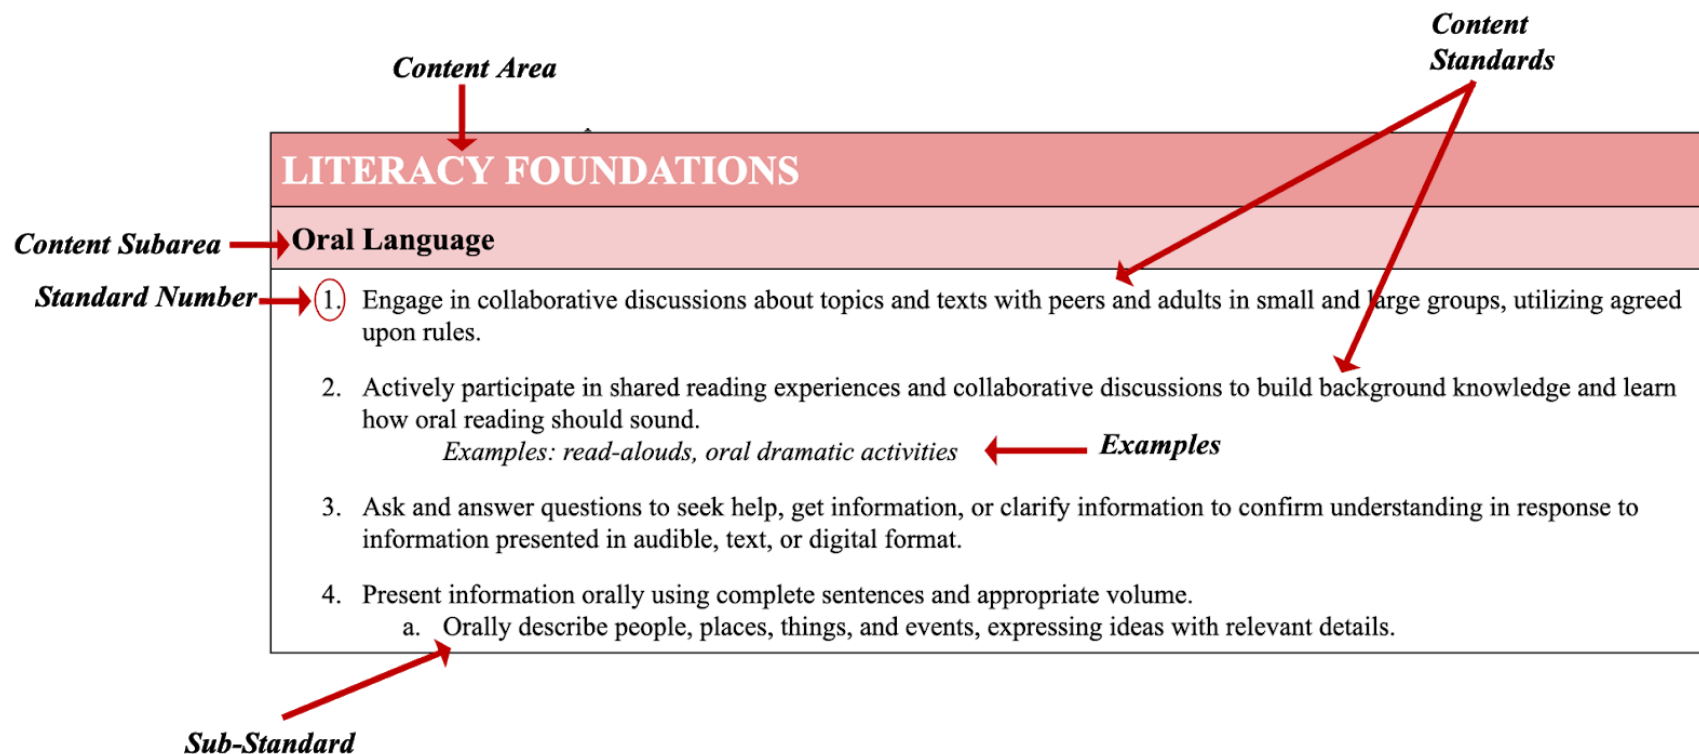 Content
Standards
Content Area
LITERACY FOUNDATIONS
Content Subarea
Oral Language
Standard Number
1. Engage in collaborative discussions about topics and texts with peers and adults in small and large groups, utilizing agreed
upon rules.
2. Actively participate in shared reading experiences and collaborative discussions to build background knowledge and learn
how oral reading should sound.
Examples: read-alouds, oral dramatic activities
Examples
3. Ask and answer questions to seek help, get information, or clarify information to confirm understanding in response to
information presented in audible, text, or digital format.
4. Present information orally using complete sentences and appropriate volume.
a. Orally describe people, places, things, and events, expressing ideas with relevant details.
Sub-Standard